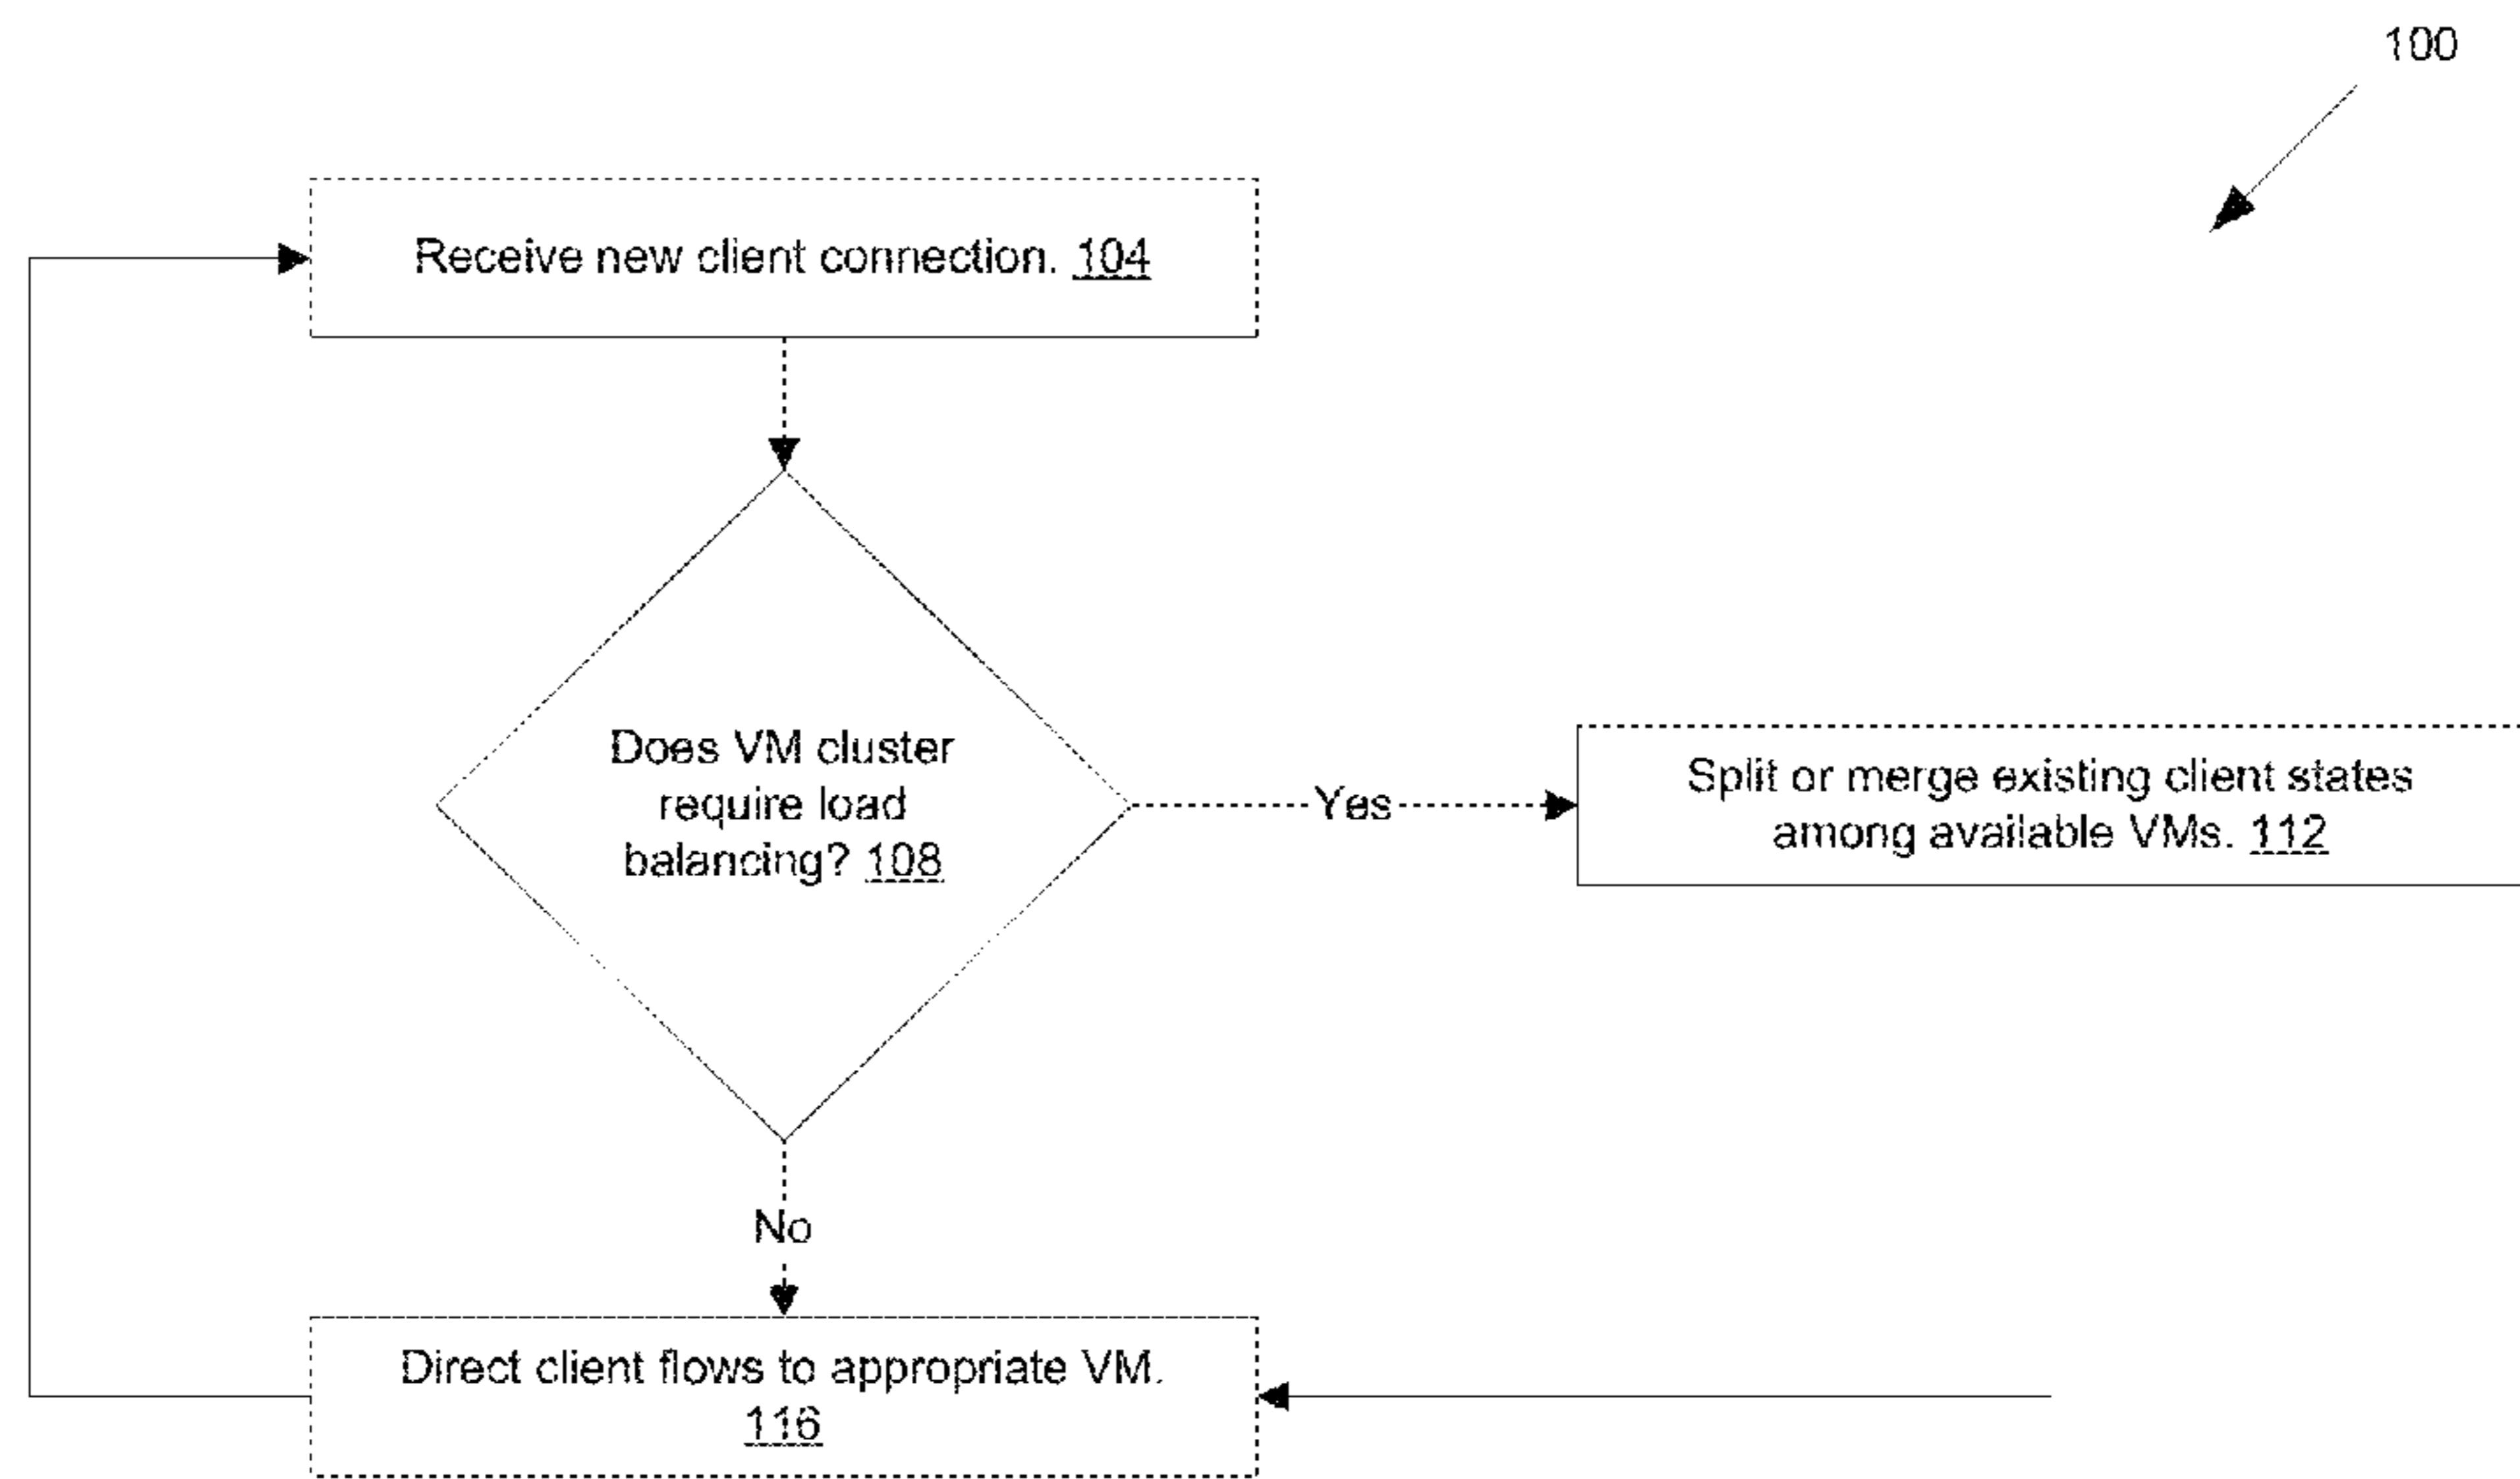 100
Receive new client connection. 104
Does VM cluster
require load
balancing? 108
Yes
Split or merge existing client states
among available VMs. 112
No
Direct client flows to appropriate VM.
116